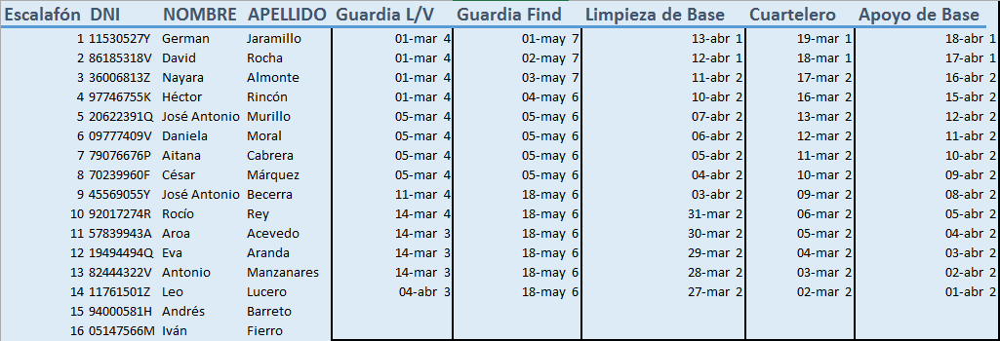 Escalafón DNI NOMBRE APELLIDO Guardia L/V Guardia Find Limpieza de Base Cuartelero Apoyo de Base
1 11530527Y German Jaramillo 01-mar 4 01-may 7 13-abr 1 19-mar 1 18-abr 1
2 86185318V David Rocha 01-mar 4 02-may 7 12-abr 1 18-mar 1 17-abr 1
3 36006813Z Nayara Almonte 01-mar 4 03-may 7 11-abr 2 17-mar 2 16-abr 2
4 97746755K Héctor Rincón 01-mar 4 04-may 6 10-abr 2 16-mar 2 15-abr 2
5 20622391Q José Antonio Murillo 05-mar 4 05-may 6 07-abr 2 13-mar 2 12-abr 2
6 09777409V Daniela Moral 05-mar 4 05-may 6 06-abr 2 12-mar 2 11-abr 2
7 79076676P Aitana Cabrera 05-mar 4 05-may 6 05-abr 2 11-mar 2 10-abr 2
8 70239960F César Márquez 05-mar 4 05-may 6 04-abr 2 10-mar 2 09-abr 2
9 45569055Y José Antonio Becerra 11-mar 4 18-may 6 03-abr 2 09-mar 2 08-abr 2
10 92017274R Rocío Rey 14-mar 4 18-may 6 31-mar 2 06-mar 2 05-abr 2
11 57839943A Aroa Acevedo 14-mar 3 18-may 6 30-mar 2 05-mar 2 04-abr 2
12 19494494Q Eva Aranda 14-mar 3 18-may 6 29-mar 2 04-mar 2 03-abr 2
13 82444322V Antonio Manzanares 14-mar 3 18-may 6 28-mar 2 03-mar 2 02-abr 2
14 11761501Z Leo Lucero 04-abr 3 18-may 6 27-mar 2 02-mar 2 01-abr 2
15 94000581H Andrés Barreto
16 05147566M Iván Fierro